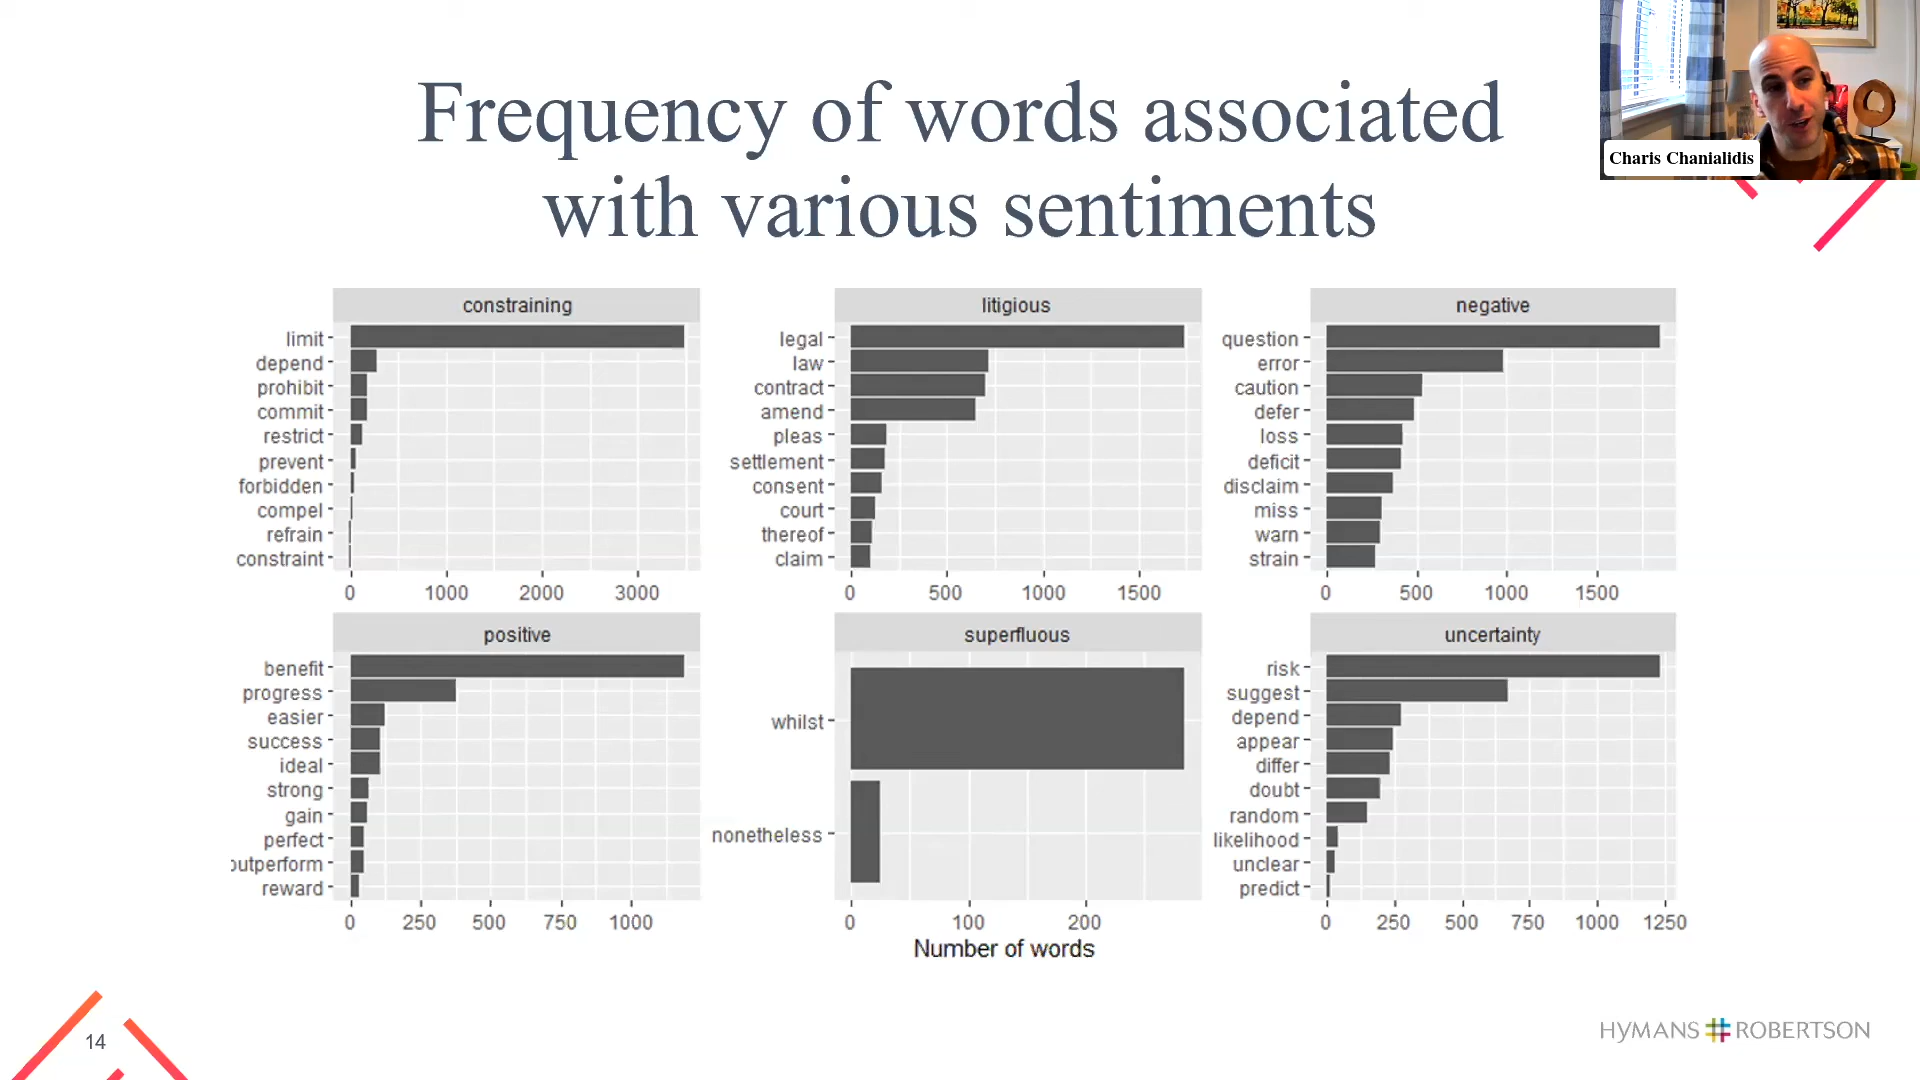 Frequency of words associated
with various sentiments
Charis Chanialidis
constraining
limit
depend
prohibit
commit
restrict
prevent
forbidden
compel
refrain
constraint
0 1000 2000 3000
litigious
legal
law
contract
amend
pleas
settlement
consent
court
thereof
claim
0 500 1000 1500
negative
question
error
caution
defer
loss
deficit
disclaim
miss
warn
strain
0 500 1000 1500
positive
benefit
progress
easier
success
ideal
strong
gain
perfect
outperform
reward
0 250 500 750 1000
superfluous
whilst
nonetheless
0 100 200
uncertainty
risk
suggest
depend
appear
differ
doubt
random
likelihood
unclear
predict
0 250 500 750 1000 1250
Number of words
14
HYMANS # ROBERTSON